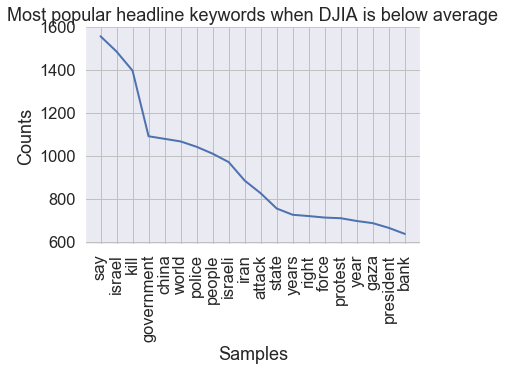 Most popular headline keywords when DJIA is below average
1600
1400
1200
1000
800
600
Counts
say
israel
kill
government
china
world
police
people
israeli
iran
attack
state
years
right
force
protest
year
gaza
president
bank
Samples